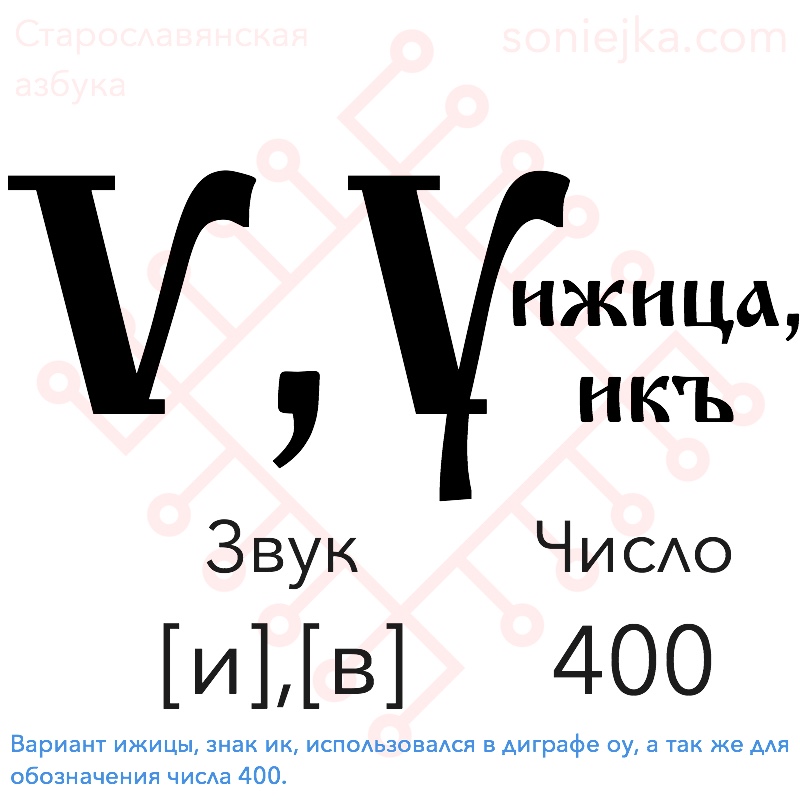 Старославянская
азбука
soniejka.com
Ѵ, Ѵ
ижица,
икъ
Звук
Число
[и],[в]
400
Вариант ижицы, знак ик, использовался в диграфе оу, а так же для
обозначения числа 400.